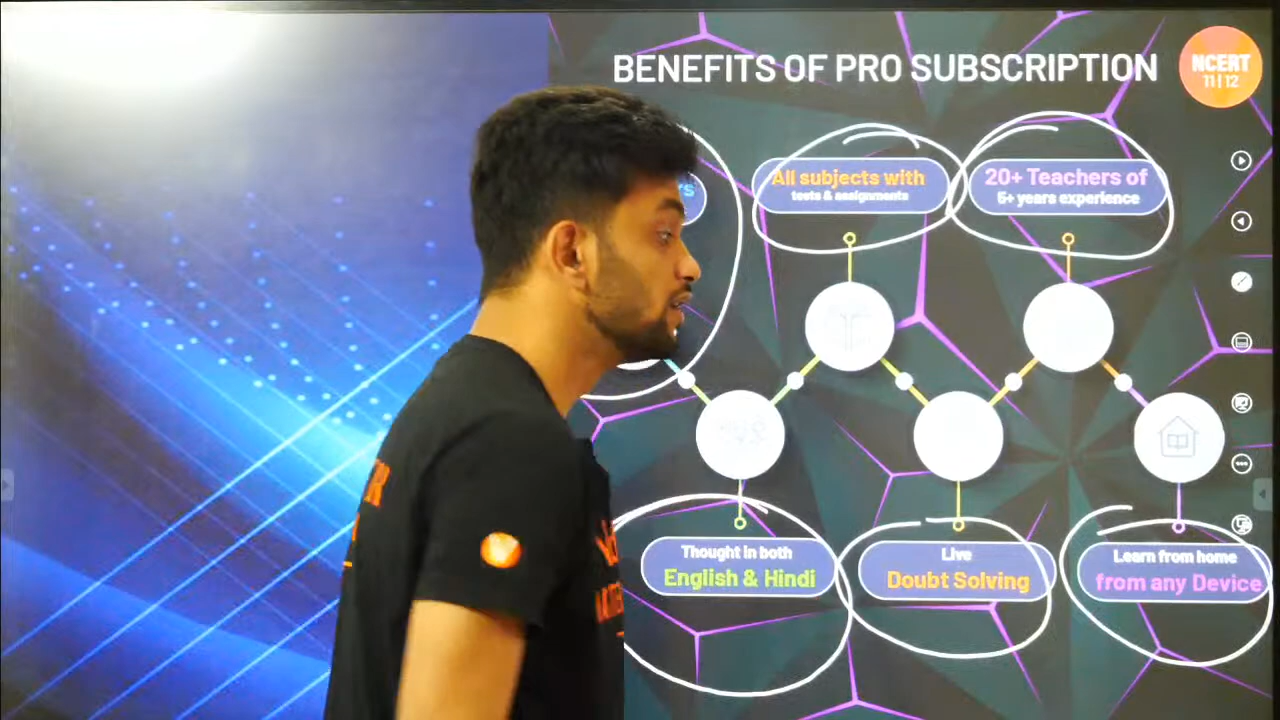 BENEFITS OF PRO SUBSCRIPTION
NCERT
11 | 12
All subjects with
tests & assignments
20+ Teachers of
5+ years experience
Thought in both
English & Hindi
Live
Doubt Solving
Learn from home
from any Device